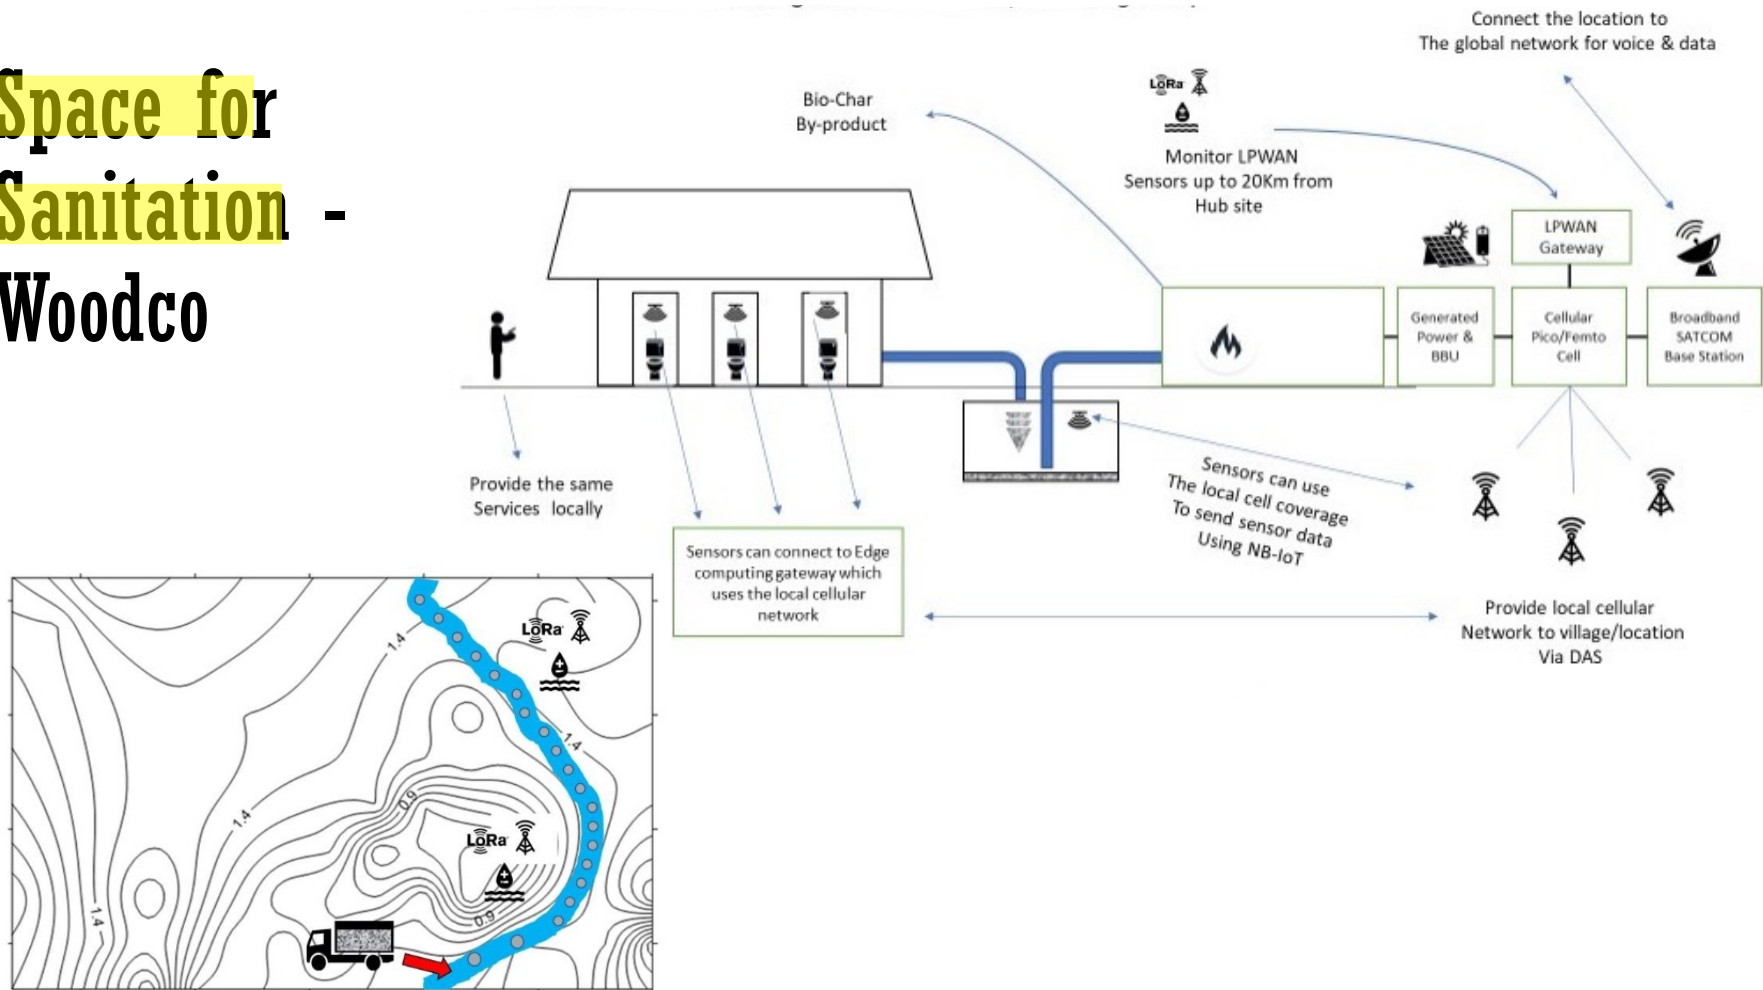 Space for
Sanitation -
Woodco
Connect the location to
The global network for voice & data
LoRa
Bio-Char
By-product
Monitor LPWAN
Sensors up to 20Km from
Hub site
LPWAN
Gateway
Generated
Power &
BBU
Cellular
Pico/Femto
Cell
Broadband
SATCOM
Base Station
Provide the same
Services locally
Sensors can use
The local cell coverage
To send sensor data
Using NB-IoT
Sensors can connect to Edge
computing gateway which
uses the local cellular
network
Provide local cellular
Network to village/location
Via DAS
1.4
LoRa
1.4
0.9
1.4
LoRa
1.4
0.9